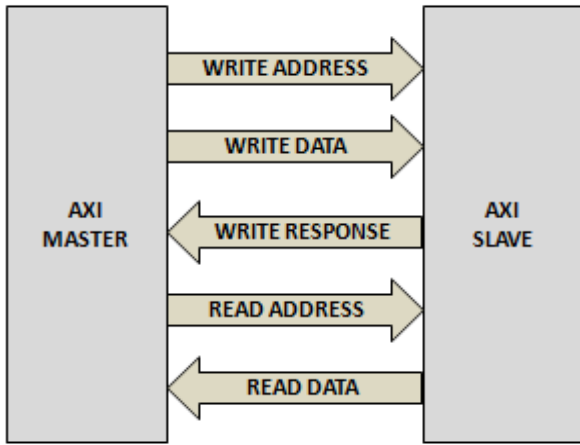 WRITE ADDRESS
WRITE DATA
AXI
MASTER
WRITE RESPONSE
AXI
SLAVE
READ ADDRESS
READ DATA